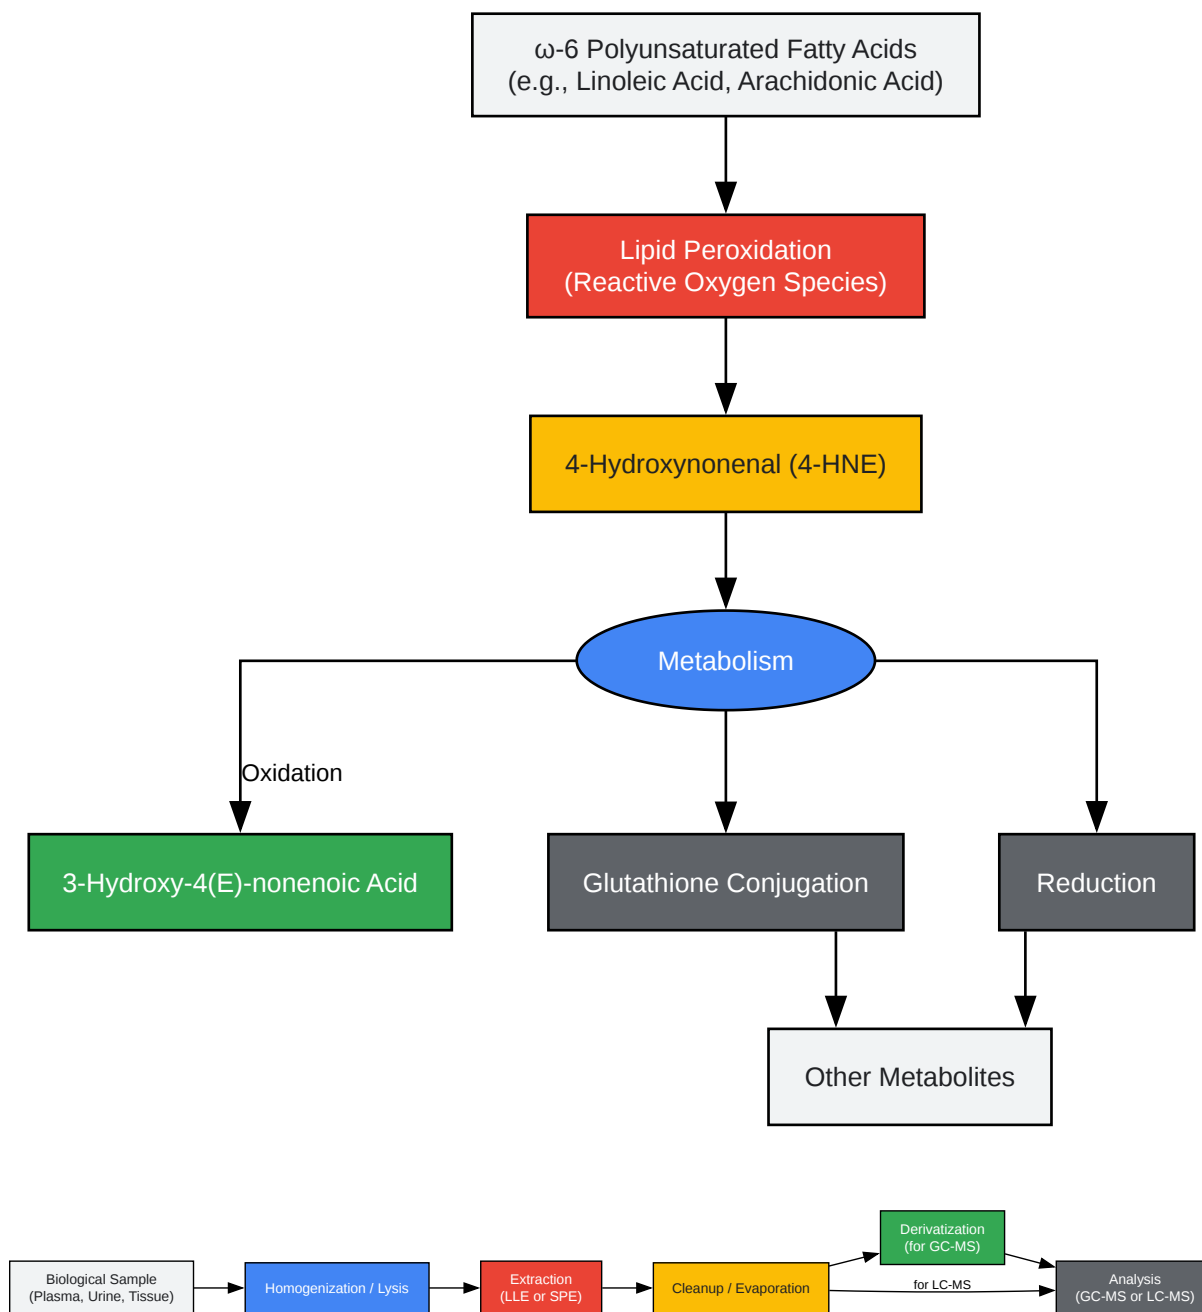 ω-6 Polyunsaturated Fatty Acids
(e.g., Linoleic Acid, Arachidonic Acid)
Lipid Peroxidation
(Reactive Oxygen Species)
4-Hydroxynonenal (4-HNE)
Metabolism
Oxidation
3-Hydroxy-4(E)-nonenoic Acid
Glutathione Conjugation
Reduction
Other Metabolites
Biological Sample
(Plasma, Urine, Tissue)
Homogenization / Lysis
Extraction
(LLE or SPE)
Cleanup / Evaporation
Derivatization
(for GC-MS)
for LC-MS
Analysis
(GC-MS or LC-MS)